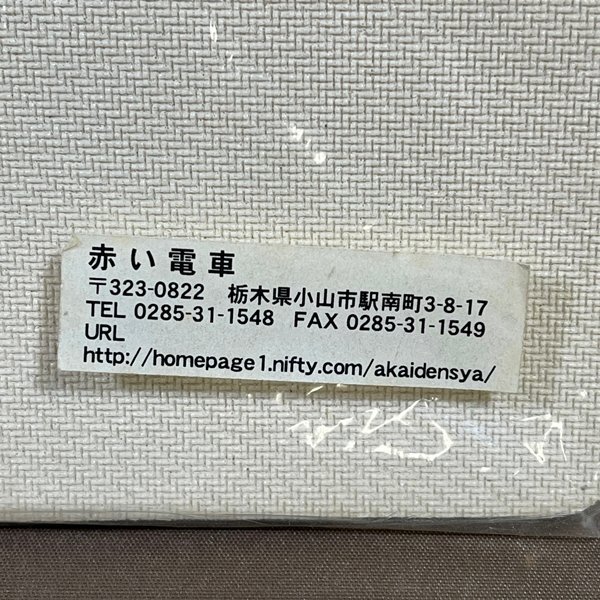 赤い電車
〒323-0822　栃木県小山市駅南町3-8-17
TEL 0285-31-1548　FAX 0285-31-1549
URL
http://homepage1.nifty.com/akaidensya/